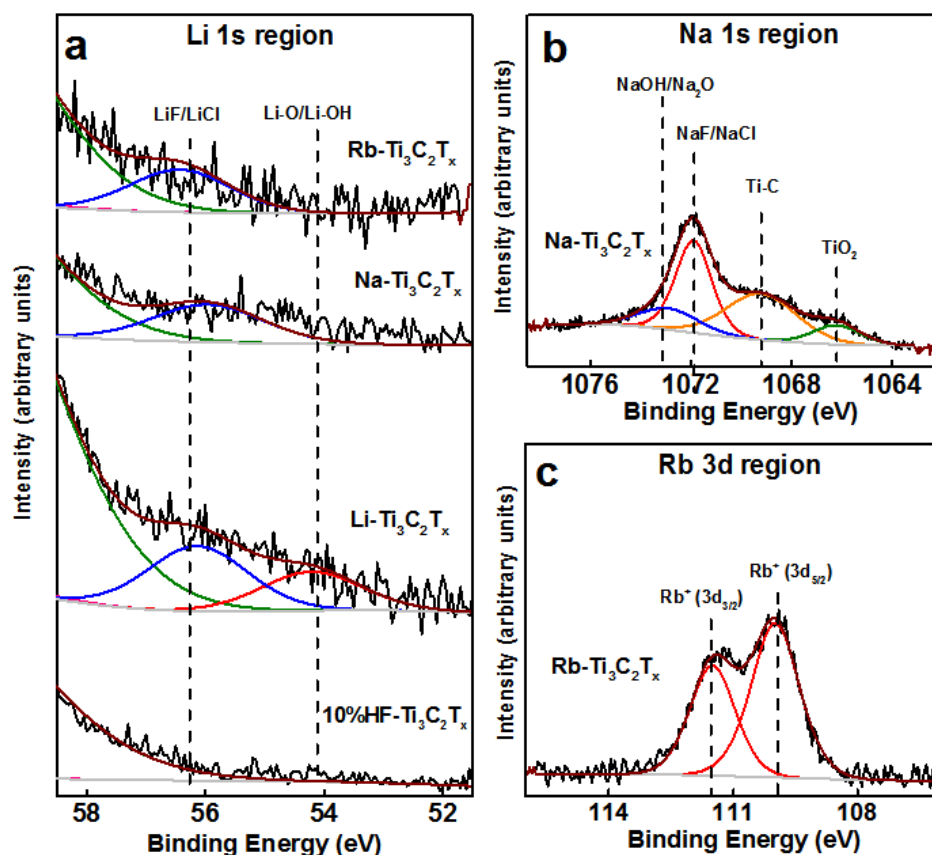 a
Li 1s region
LiF/LiCl
Li-O/Li-OH
Rb-Ti₃C₂Tₓ
Na-Ti₃C₂Tₓ
Li-Ti₃C₂Tₓ
10%HF-Ti₃C₂Tₓ
Intensity (arbitrary units)
58 56 54 52
Binding Energy (eV)
b
Na 1s region
NaOH/Na₂O
NaF/NaCl
Ti-C
TiO₂
Na-Ti₃C₂Tₓ
Intensity (arbitrary units)
1076 1072 1068 1064
Binding Energy (eV)
c
Rb 3d region
Rb⁺ (3d₃/₂)
Rb⁺ (3d₅/₂)
Rb-Ti₃C₂Tₓ
Intensity (arbitrary units)
114 111 108
Binding Energy (eV)